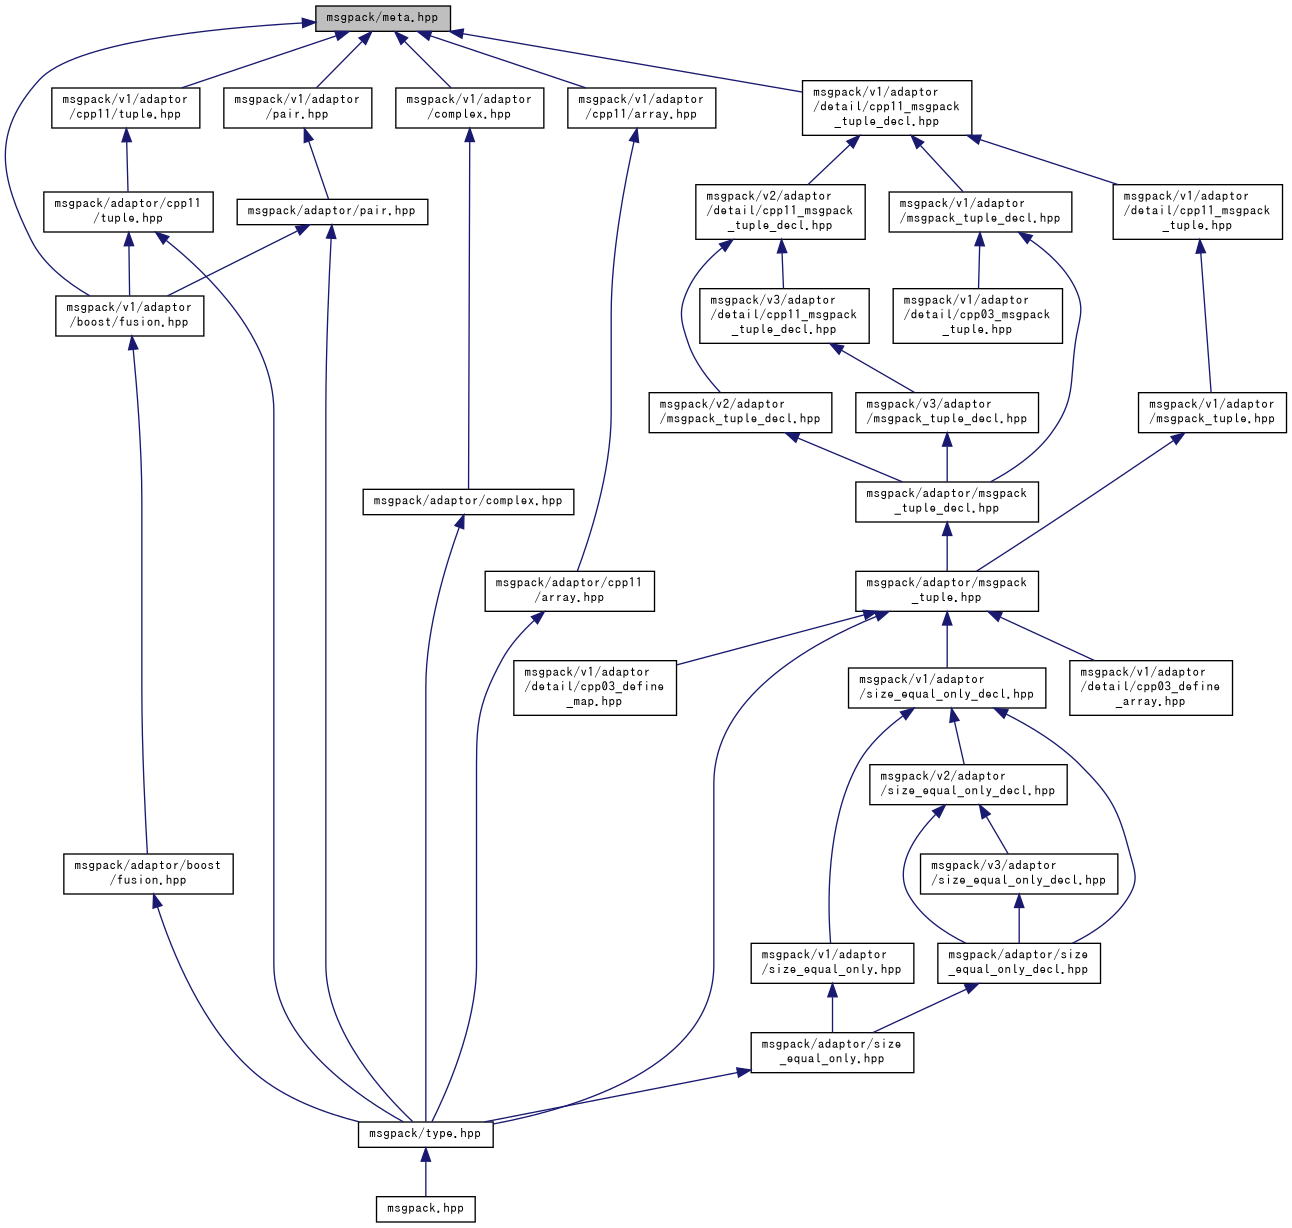 msgpack/meta.hpp
msgpack/v1/adaptor
/cpp11/tuple.hpp
msgpack/v1/adaptor
/pair.hpp
msgpack/v1/adaptor
/complex.hpp
msgpack/v1/adaptor
/cpp11/array.hpp
msgpack/v1/adaptor
/detail/cpp11_msgpack
_tuple_decl.hpp
msgpack/adaptor/cpp11
/tuple.hpp
msgpack/adaptor/pair.hpp
msgpack/v2/adaptor
/detail/cpp11_msgpack
_tuple_decl.hpp
msgpack/v1/adaptor
/msgpack_tuple_decl.hpp
msgpack/v1/adaptor
/detail/cpp11_msgpack
_tuple.hpp
msgpack/v1/adaptor
/boost/fusion.hpp
msgpack/v3/adaptor
/detail/cpp11_msgpack
_tuple_decl.hpp
msgpack/v1/adaptor
/detail/cpp03_msgpack
_tuple.hpp
msgpack/v2/adaptor
/msgpack_tuple_decl.hpp
msgpack/v3/adaptor
/msgpack_tuple_decl.hpp
msgpack/v1/adaptor
/msgpack_tuple.hpp
msgpack/adaptor/complex.hpp
msgpack/adaptor/msgpack
_tuple_decl.hpp
msgpack/adaptor/cpp11
/array.hpp
msgpack/adaptor/msgpack
_tuple.hpp
msgpack/v1/adaptor
/detail/cpp03_define
_map.hpp
msgpack/v1/adaptor
/size_equal_only_decl.hpp
msgpack/v1/adaptor
/detail/cpp03_define
_array.hpp
msgpack/v2/adaptor
/size_equal_only_decl.hpp
msgpack/adaptor/boost
/fusion.hpp
msgpack/v3/adaptor
/size_equal_only_decl.hpp
msgpack/v1/adaptor
/size_equal_only.hpp
msgpack/adaptor/size
_equal_only_decl.hpp
msgpack/adaptor/size
_equal_only.hpp
msgpack/type.hpp
msgpack.hpp